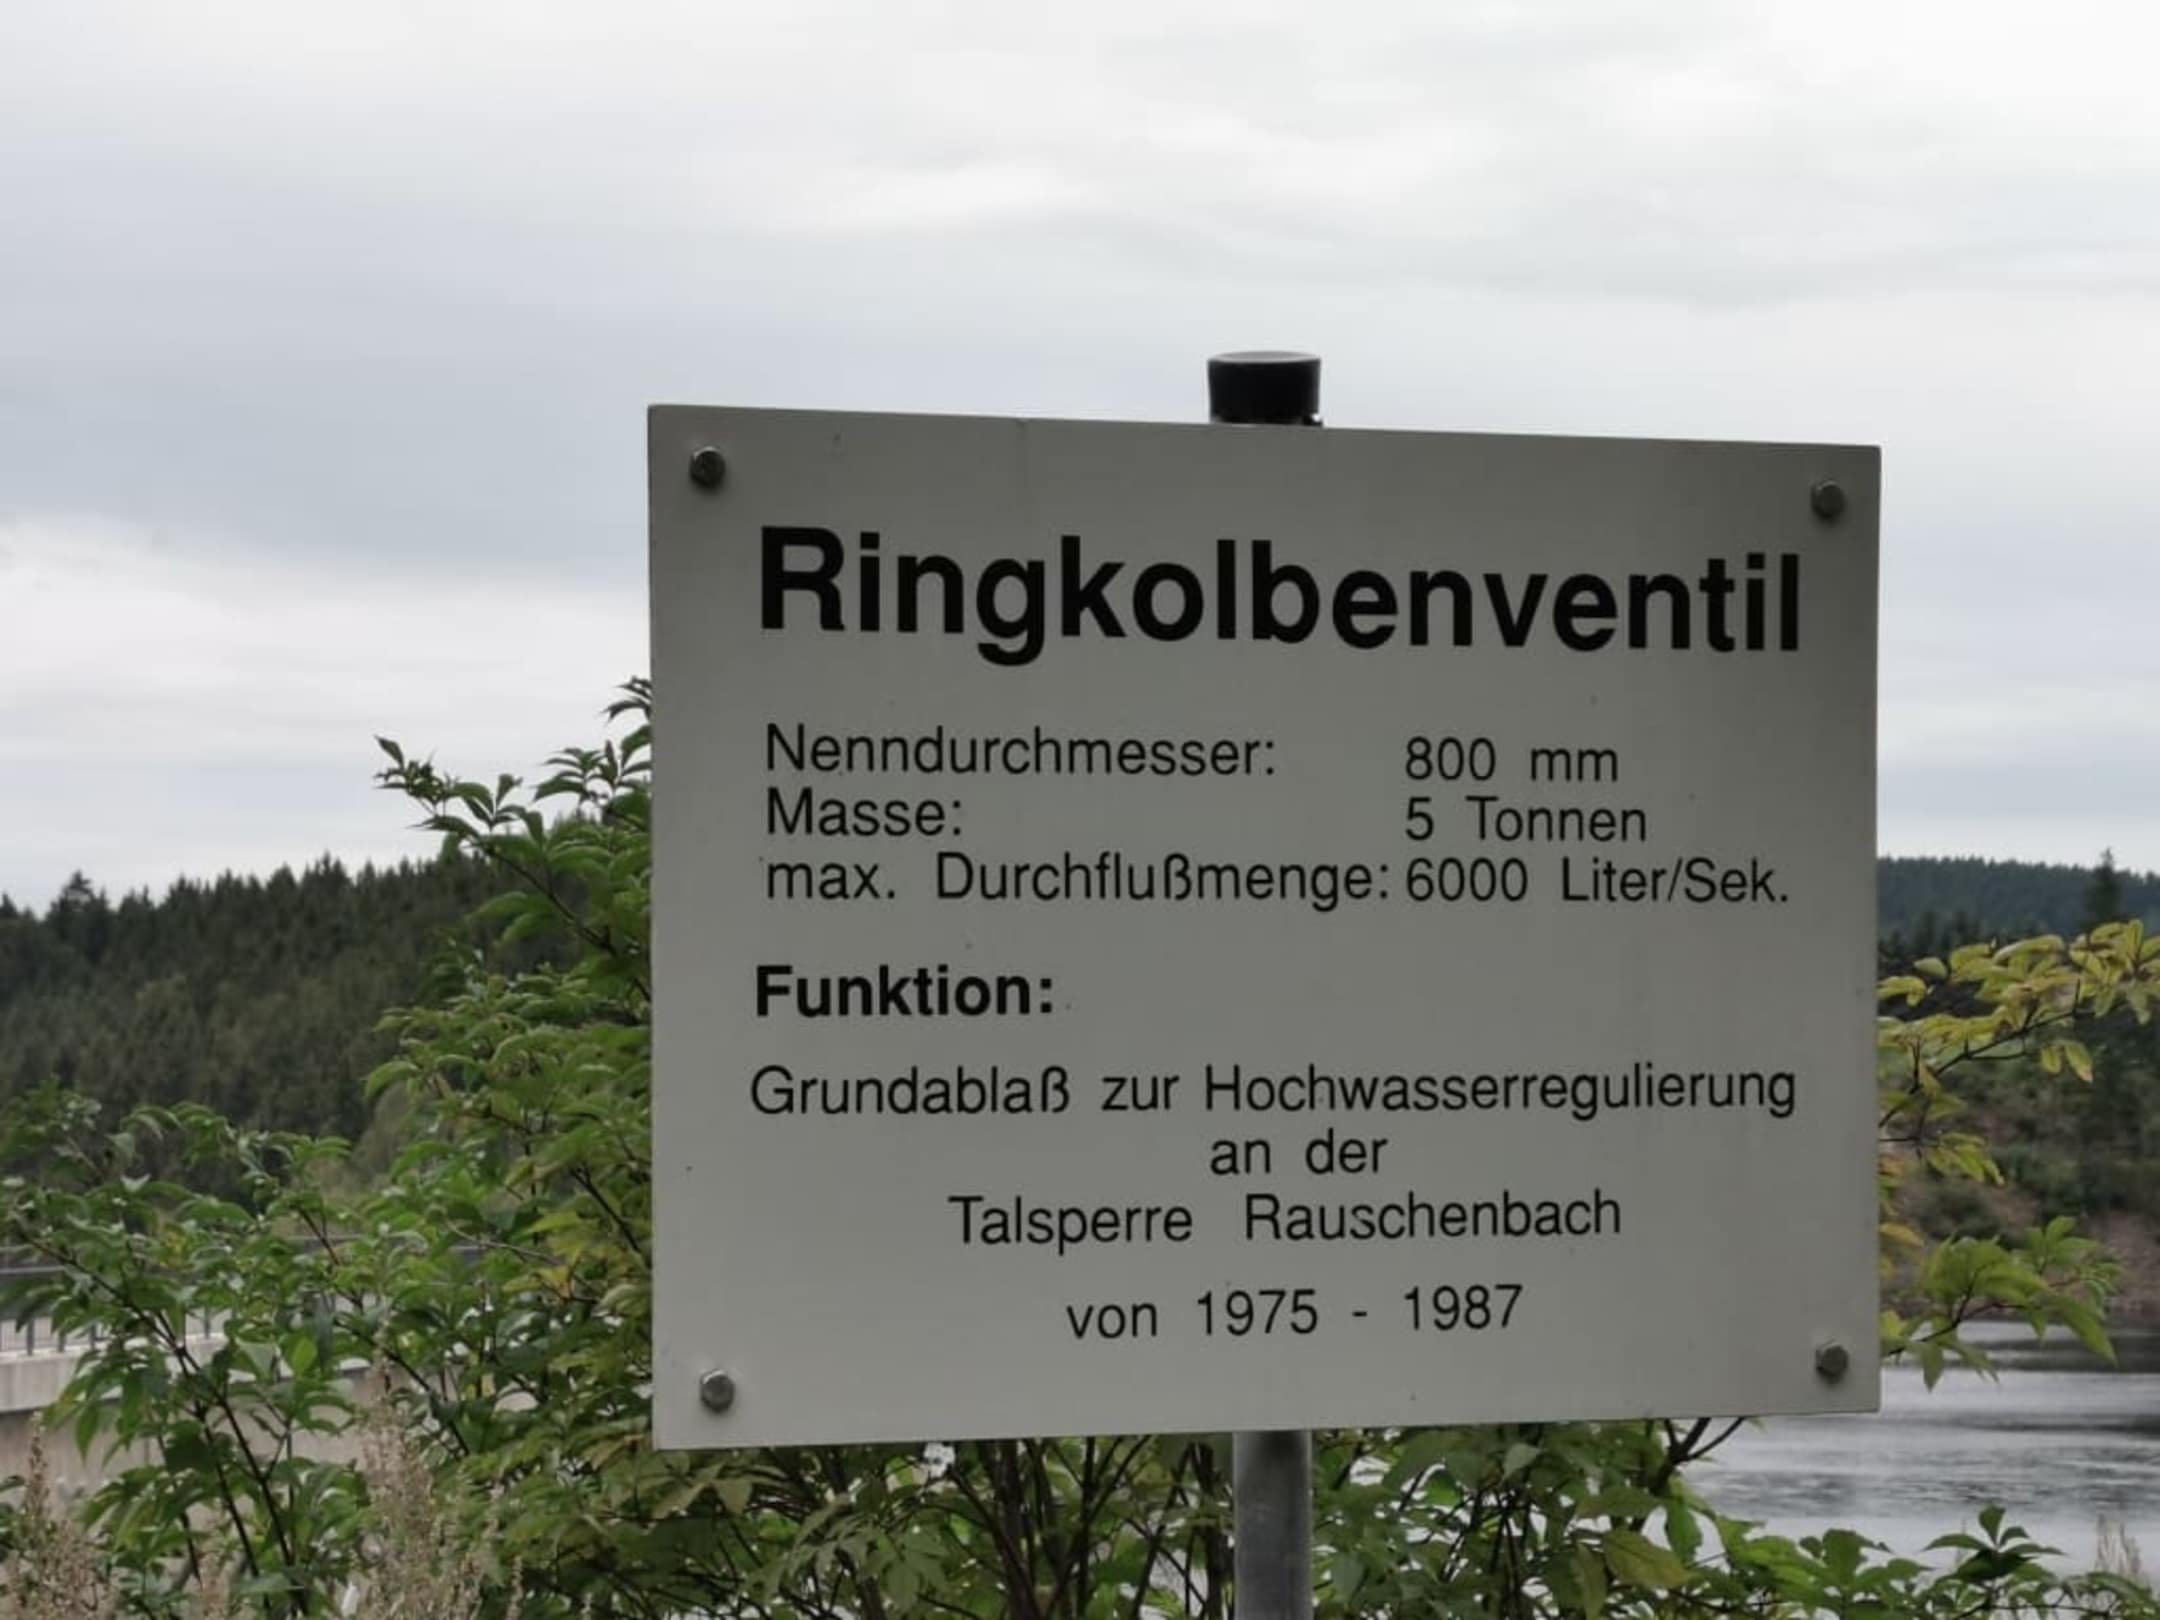 Ringkolbenventil
Nenndurchmesser: 800 mm
Masse: 5 Tonnen
max. Durchflußmenge: 6000 Liter/Sek.
Funktion:
Grundablaß zur Hochwasserregulierung
an der
Talsperre Rauschenbach
von 1975 - 1987